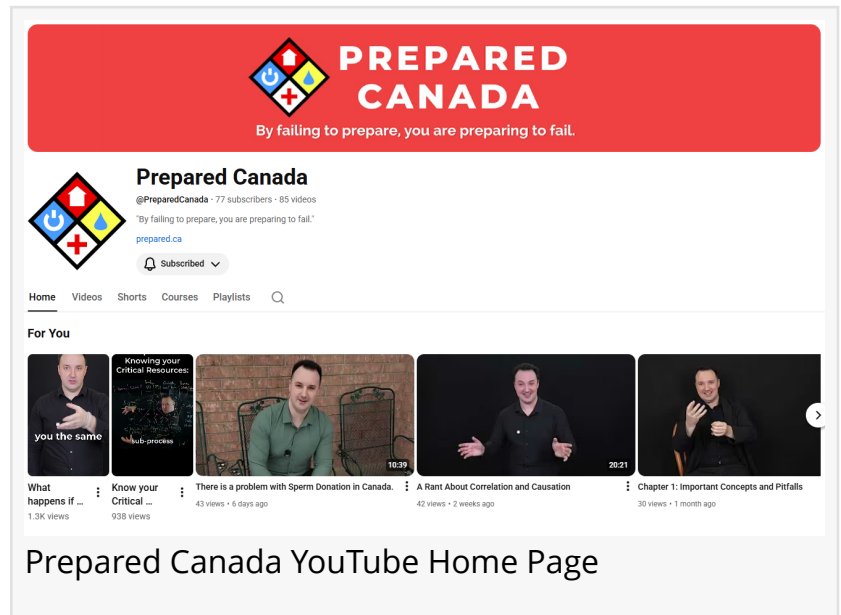 PREPARED
CANADA
By failing to prepare, you are preparing to fail.
Prepared Canada
@PreparedCanada · 77 subscribers · 85 videos
"By failing to prepare, you are preparing to fail."
prepared.ca
Subscribed
Home Videos Shorts Courses Playlists
For You
you the same
Knowing your
Critical Resources:
sub-process
10:39
20:21
What
happens if ...
1.3K views
Know your
Critical ...
938 views
There is a problem with Sperm Donation in Canada.
43 views • 6 days ago
A Rant About Correlation and Causation
42 views • 2 weeks ago
Chapter 1: Important Concepts and Pitfalls
30 views • 1 month ago
Prepared Canada YouTube Home Page